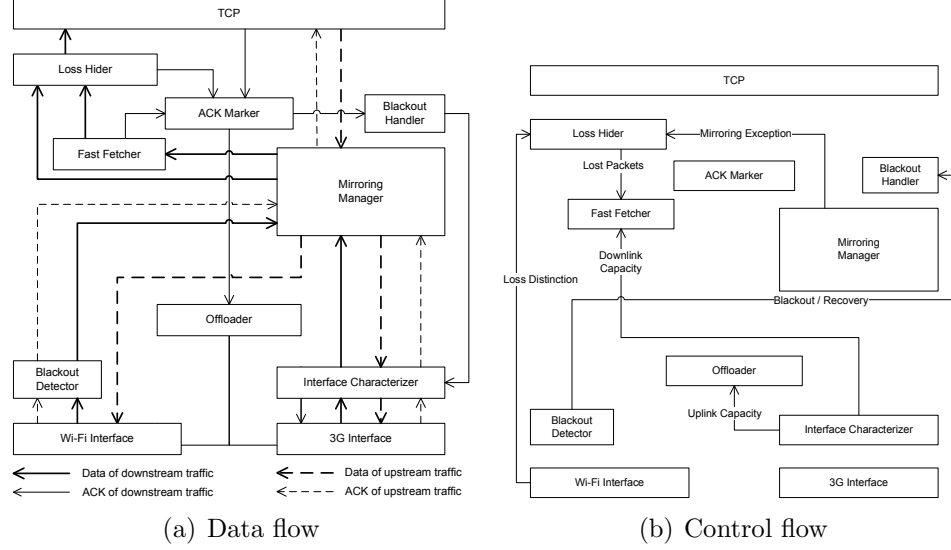 TCP
Loss Hider
ACK Marker
Blackout
Handler
Fast Fetcher
Mirroring
Manager
Offloader
Blackout
Detector
Interface Characterizer
Wi-Fi Interface
3G Interface
Data of downstream traffic
Data of upstream traffic
ACK of downstream traffic
ACK of upstream traffic
(a) Data flow
TCP
Loss Hider
Mirroring Exception
Lost Packets
ACK Marker
Blackout
Handler
Fast Fetcher
Mirroring
Manager
Downlink
Capacity
Loss Distinction
Blackout / Recovery
Offloader
Uplink Capacity
Blackout
Detector
Interface Characterizer
Wi-Fi Interface
3G Interface
(b) Control flow